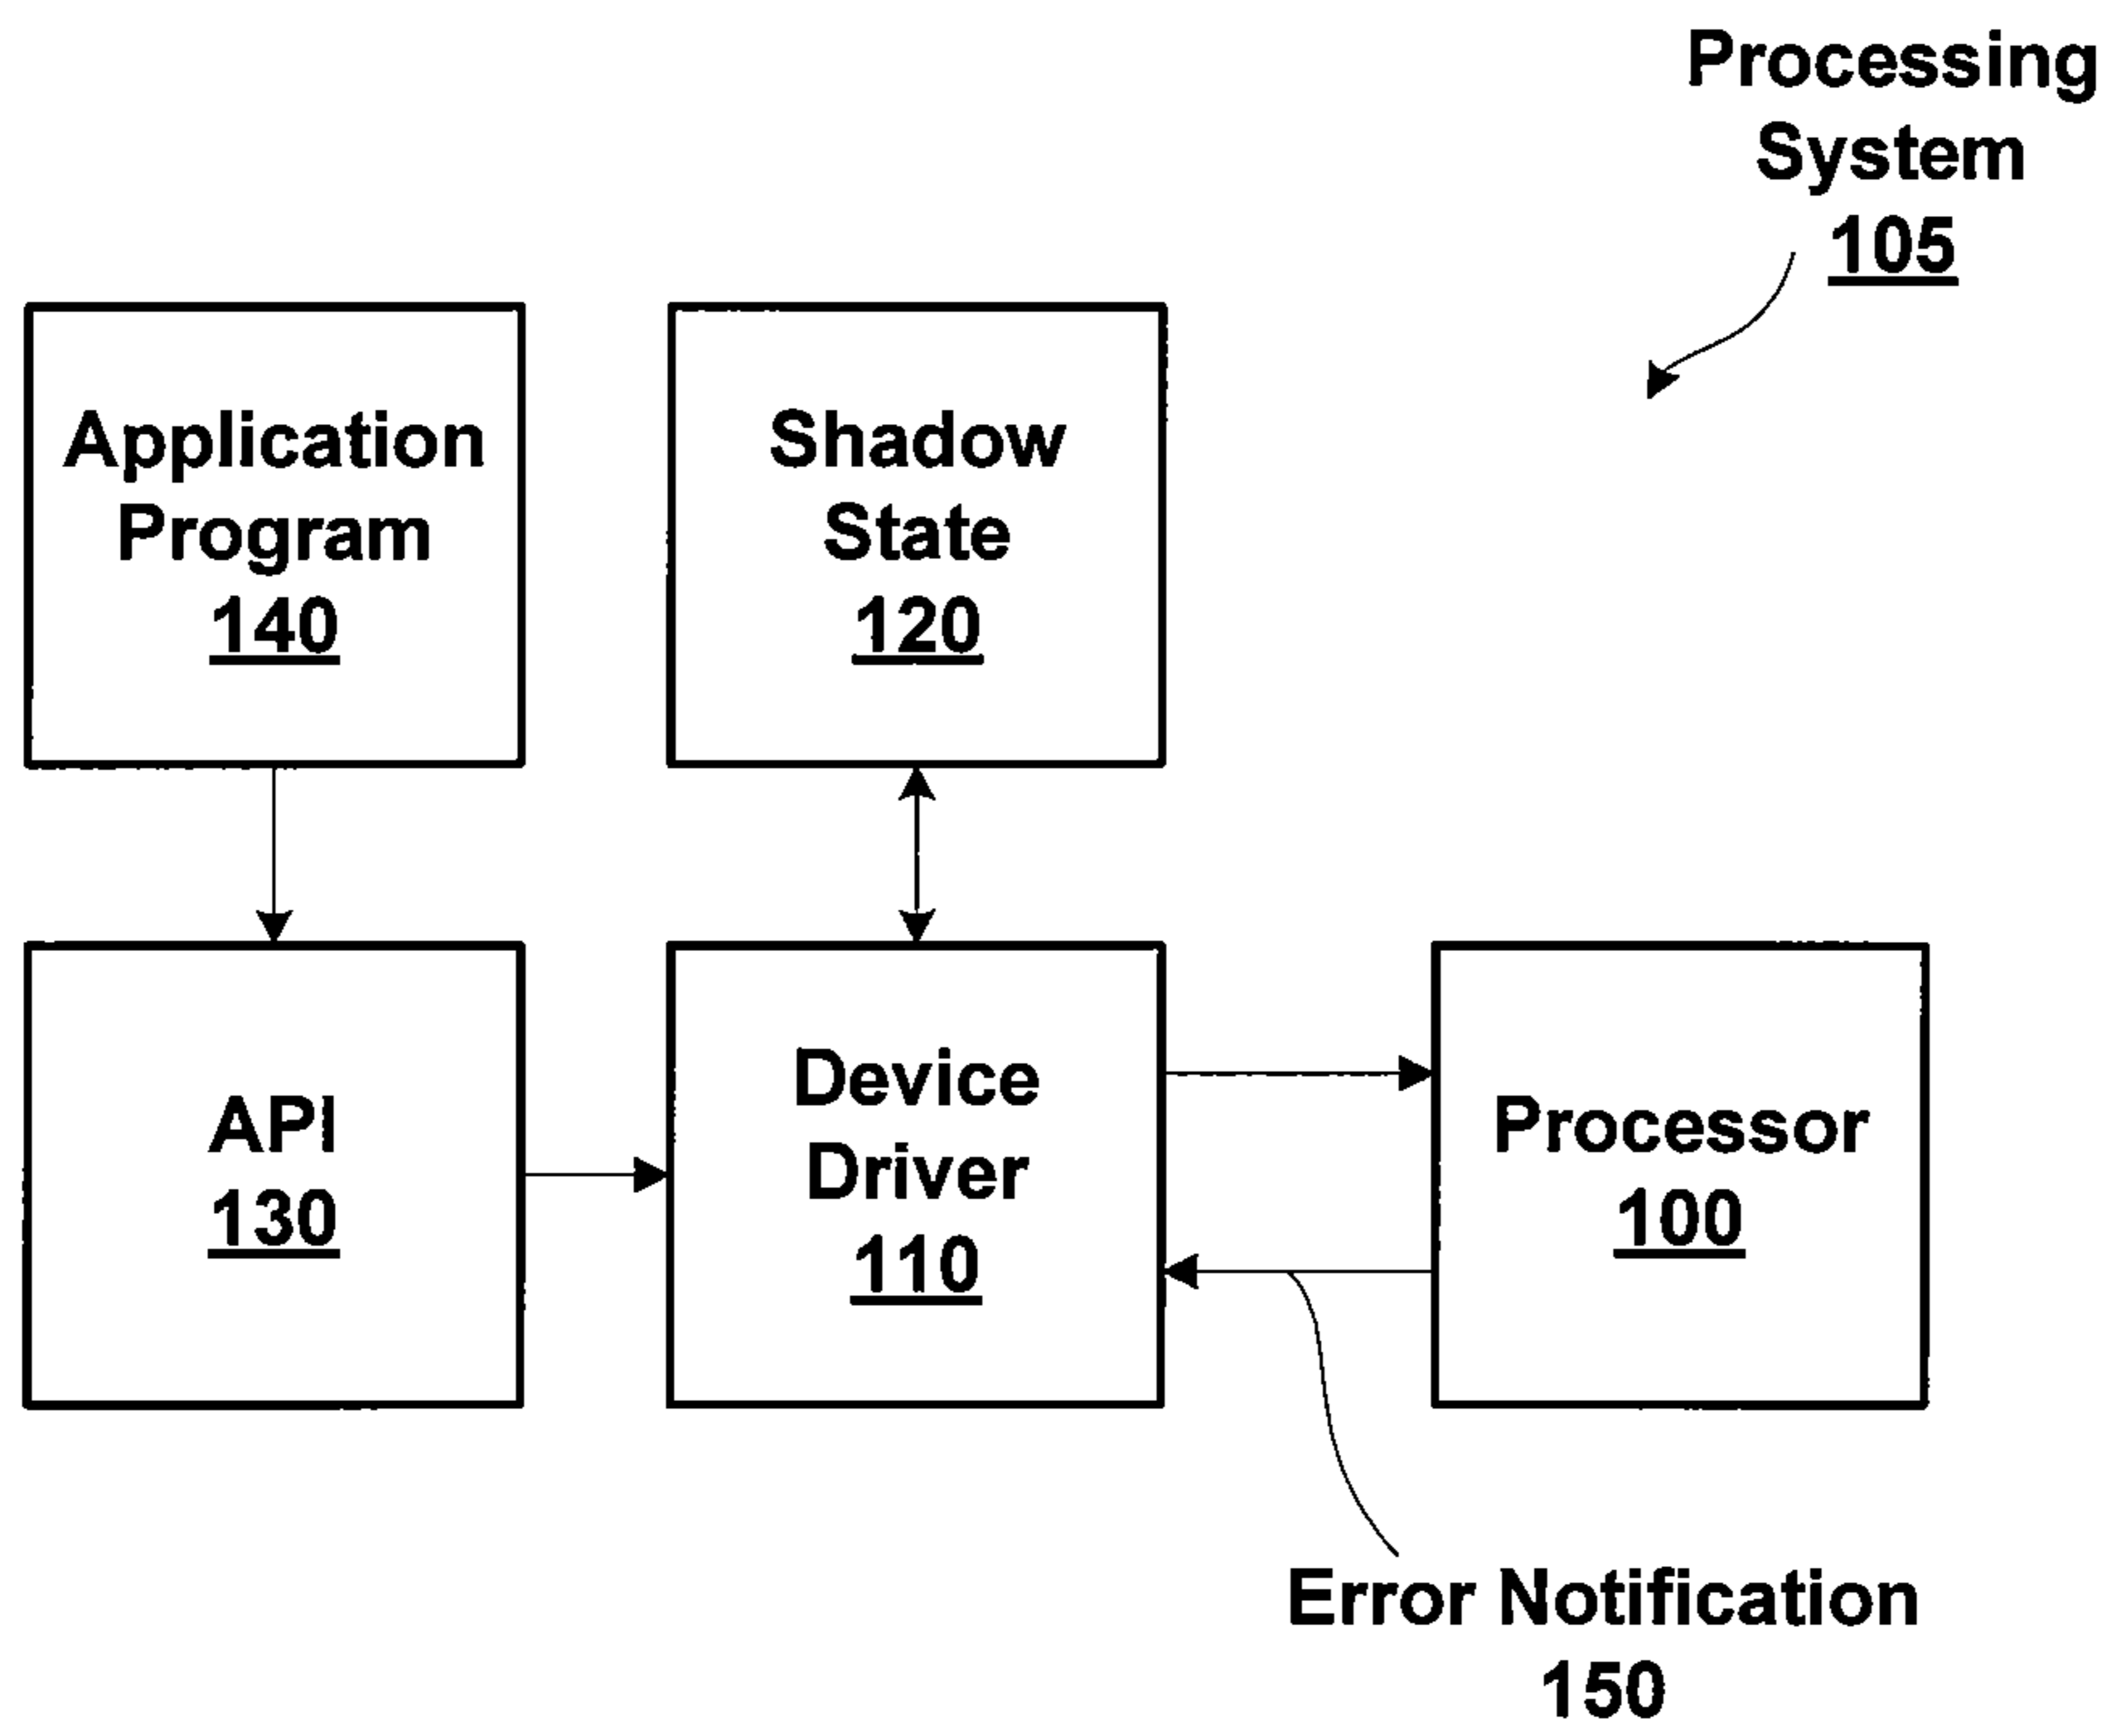 Processing
System
105
Application
Program
140
Shadow
State
120
API
130
Device
Driver
110
Processor
100
Error Notification
150